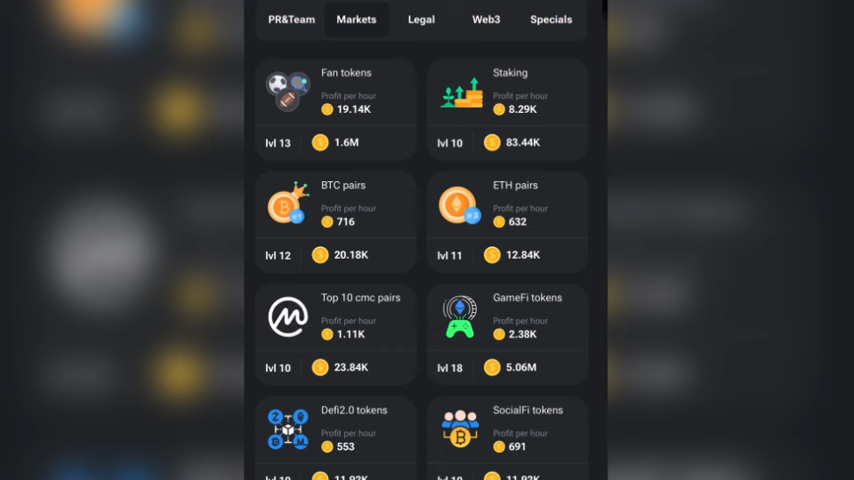 PR&Team Markets Legal Web3 Specials
Fan tokens
Profit per hour
19.14K
lvl 13 1.6M
Staking
Profit per hour
8.29K
lvl 10 83.44K
BTC pairs
Profit per hour
716
lvl 12 20.18K
ETH pairs
Profit per hour
632
lvl 11 12.84K
Top 10 cmc pairs
Profit per hour
1.11K
lvl 10 23.84K
GameFi tokens
Profit per hour
2.38K
lvl 18 5.06M
Defi2.0 tokens
Profit per hour
553
SocialFi tokens
Profit per hour
691